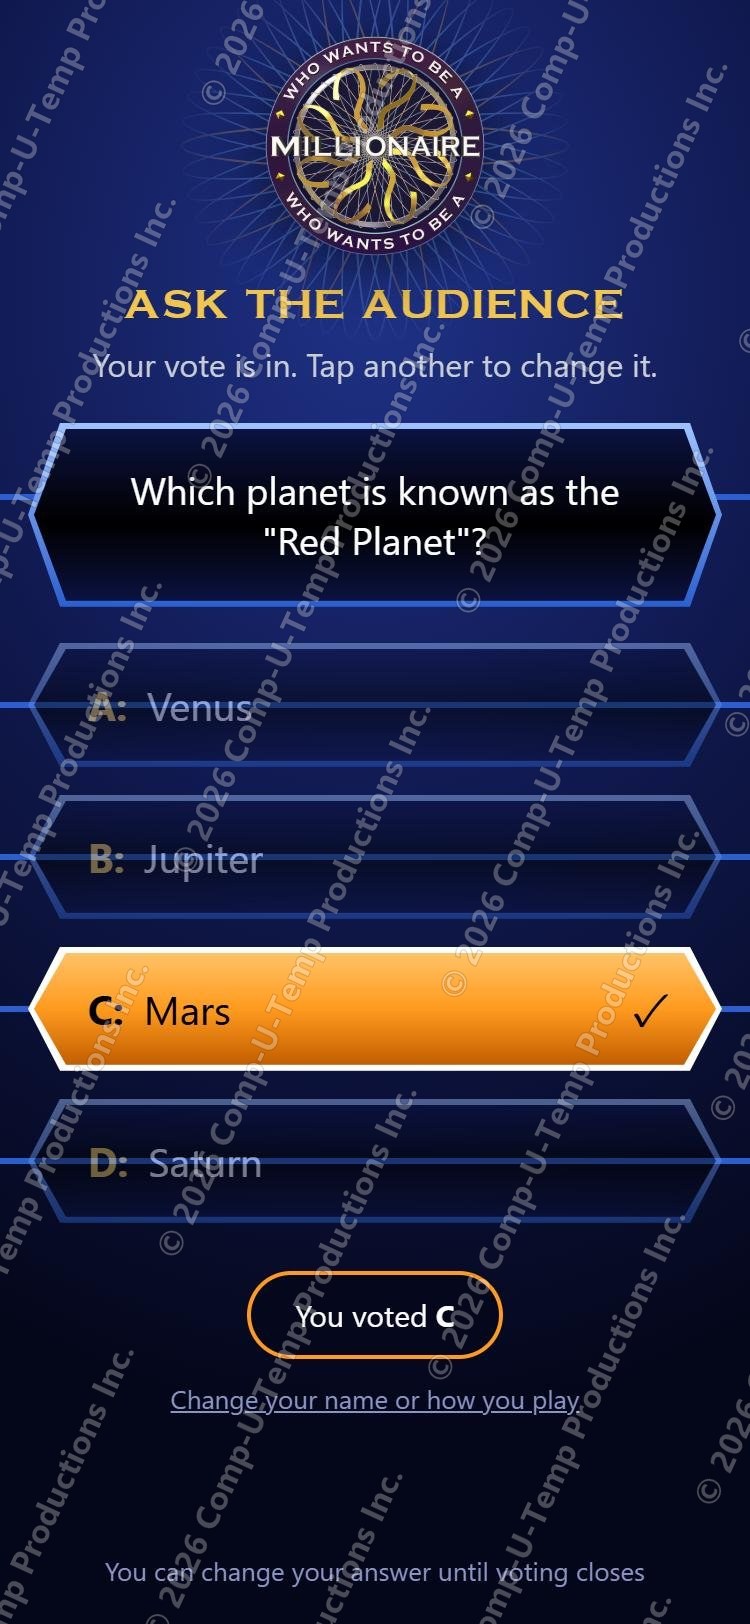 WHO WANTS TO BE A
MILLIONAIRE
WHO WANTS TO BE A
ASK THE AUDIENCE
Your vote is in. Tap another to change it.
Which planet is known as the
"Red Planet"?
A: Venus
B: Jupiter
C: Mars ✓
D: Saturn
You voted C
Change your name or how you play
You can change your answer until voting closes
© 2026 Comp-U-Temp Productions Inc.